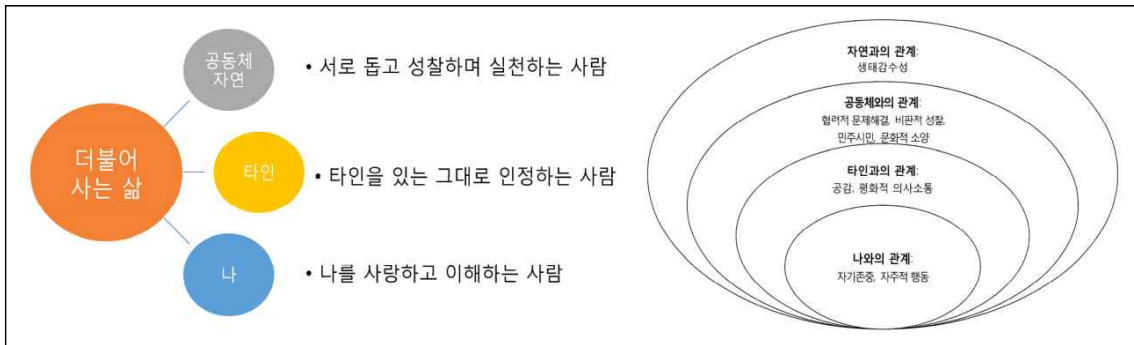 공동체
자연
• 서로 돕고 성찰하며 실천하는 사람
더불어
사는 삶
타인
• 타인을 있는 그대로 인정하는 사람
나
• 나를 사랑하고 이해하는 사람
자연과의 관계:
생태감수성
공동체와의 관계:
협력적 문제해결, 비판적 성찰,
민주시민, 문화적 소양
타인과의 관계:
공감, 평화적 의사소통
나와의 관계:
자기존중, 자주적 행동